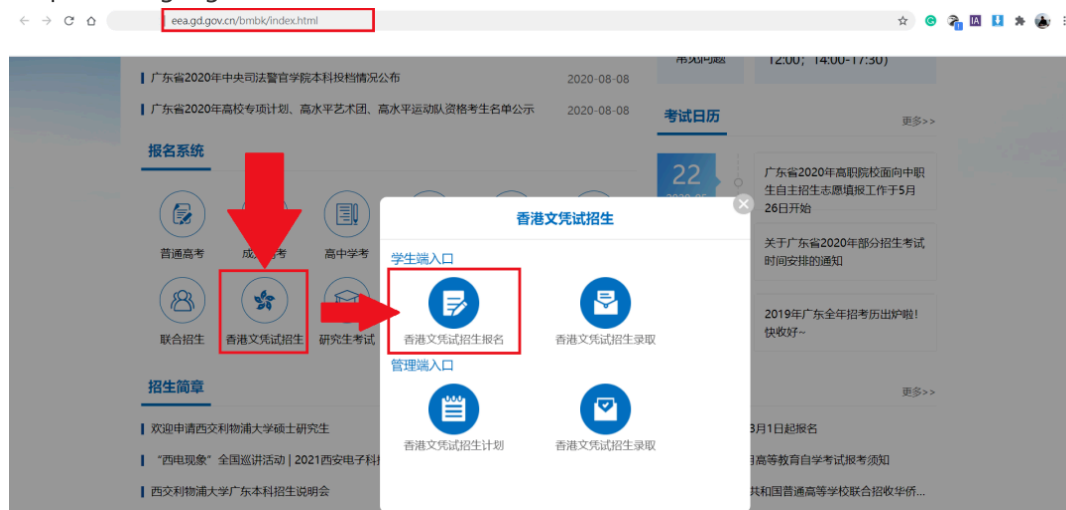 eea.gd.gov.cn/bmbk/index.html
广东省2020年中央司法警官学院本科投档情况公布 2020-08-08
广东省2020年高校专项计划、高水平艺术团、高水平运动队资格考生名单公示 2020-08-08
常见问题
12:00；14:00-17:30)
考试日历
更多>>
22
广东省2020年高职院校面向中职
生自主招生志愿填报工作于5月
26日开始
关于广东省2020年部分招生考试
时间安排的通知
2019年广东全年招考历出炉啦！
快收好~
报名系统
普通高考
高中学考
联合招生
香港文凭试招生
研究生考试
香港文凭试招生
学生端入口
香港文凭试招生报名 香港文凭试招生录取
管理端入口
香港文凭试招生计划 香港文凭试招生录取
招生简章
更多>>
欢迎申请西交利物浦大学硕士研究生
“西电现象”全国巡讲活动 | 2021西安电子科
西交利物浦大学广东本科招生说明会
3月1日起报名
高等教育自学考试报考须知
共和国普通高等学校联合招收华侨...